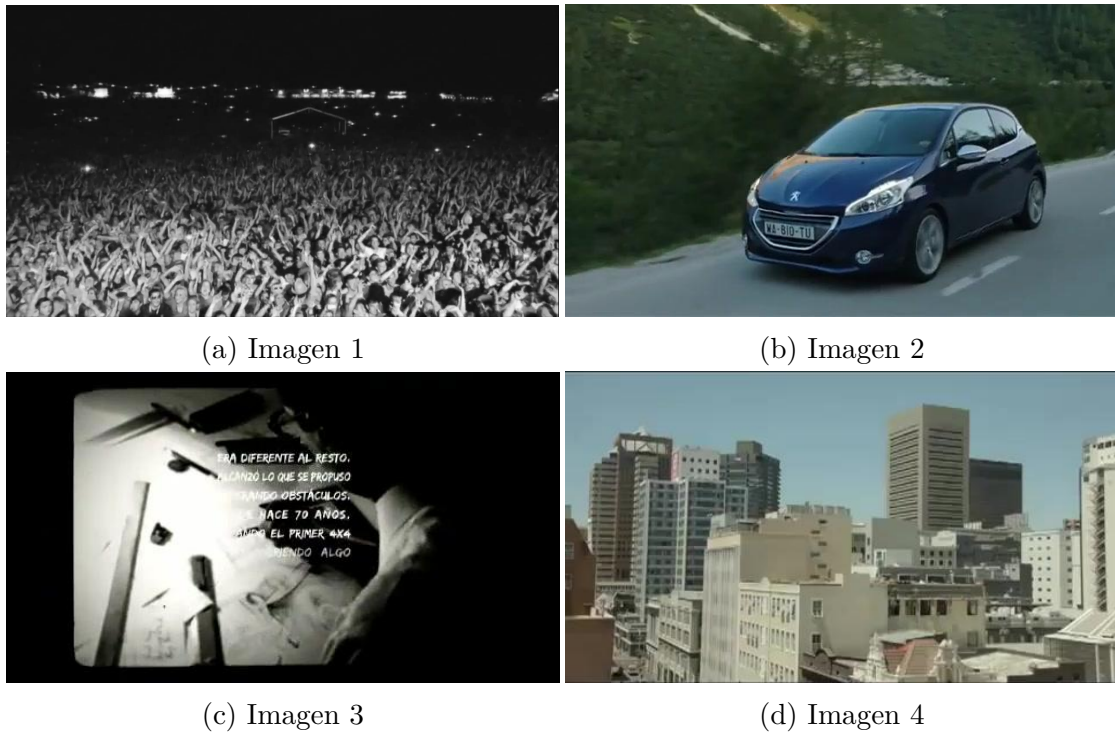 (a) Imagen 1
WA-810-TU
(b) Imagen 2
ERA DIFERENTE AL RESTO,
ALCANZÓ LO QUE SE PROPUSO
OBSTÁCULOS.
HACE 70 AÑOS,
EL PRIMER 4X4
ALGO
(c) Imagen 3
(d) Imagen 4